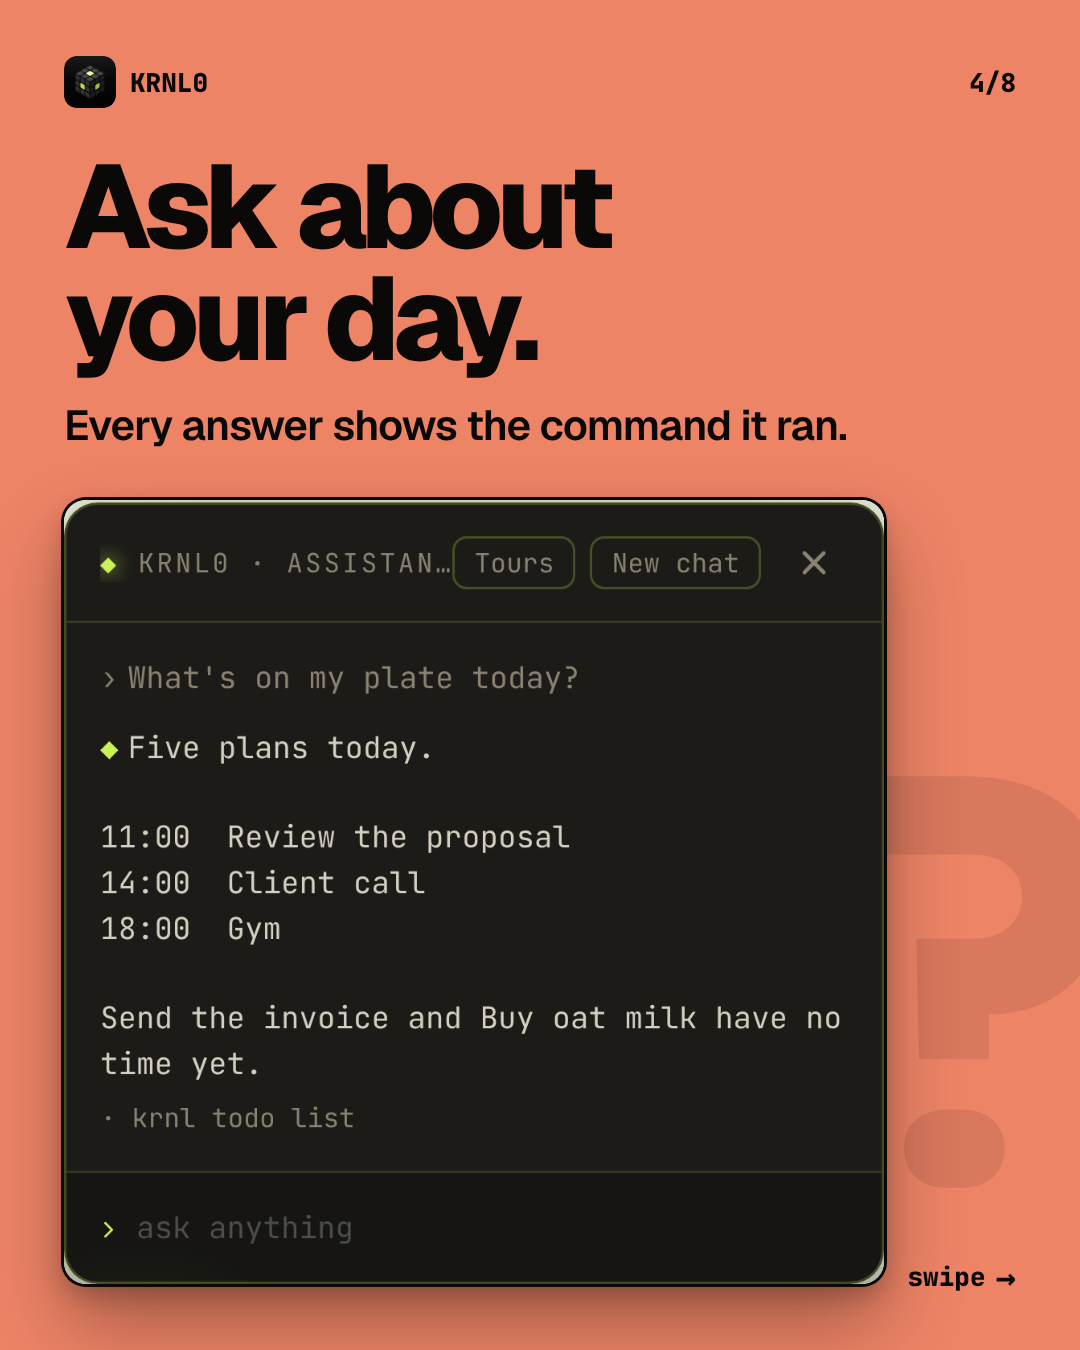 KRNL0
4/8
Ask about
your day.
Every answer shows the command it ran.
◆ KRNL0 · ASSISTAN… Tours New chat ×
› What's on my plate today?
◆ Five plans today.
11:00 Review the proposal
14:00 Client call
18:00 Gym
Send the invoice and Buy oat milk have no
time yet.
· krnl todo list
› ask anything
?
swipe →